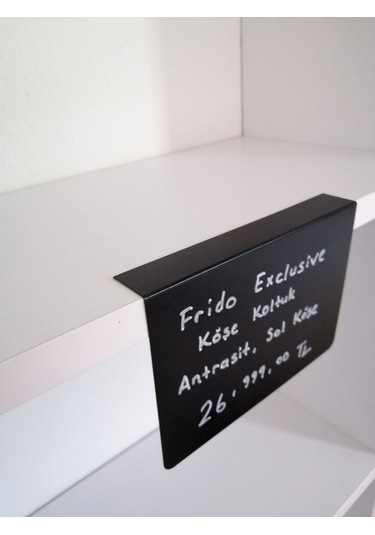 Frido Exclusive
Köşe Koltuk
Antrasit, Sol Köşe
26.999,00 TL